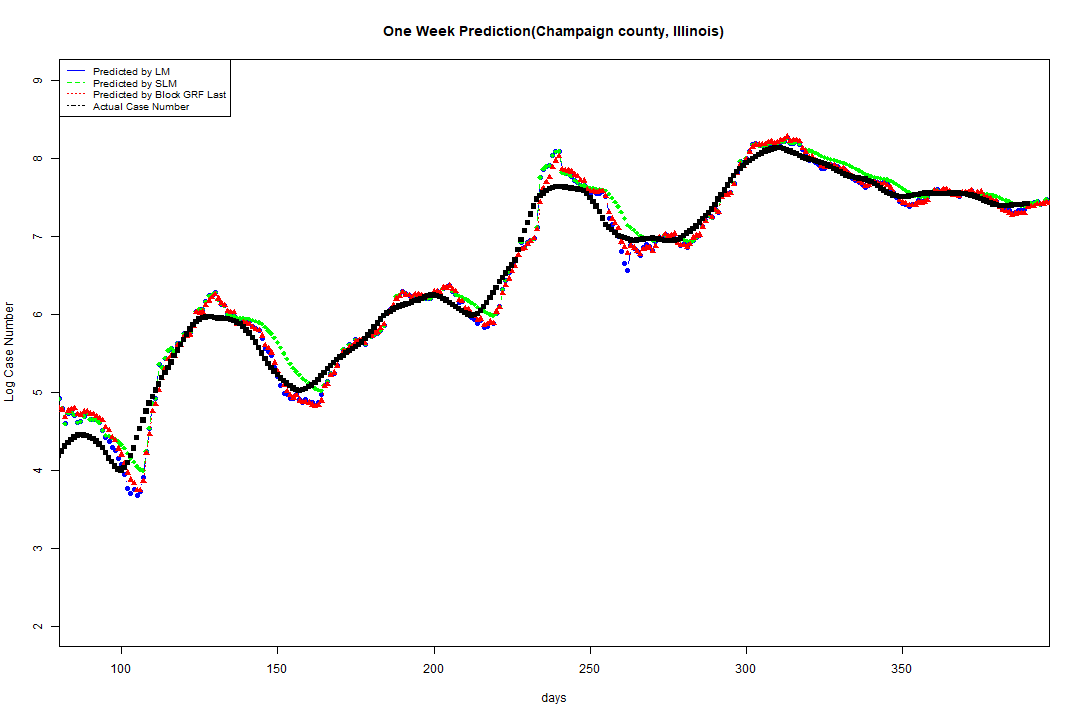 One Week Prediction(Champaign county, Illinois)
Predicted by LM
Predicted by SLM
Predicted by Block GRF Last
Actual Case Number
Log Case Number
9
8
7
6
5
4
3
2
100 150 200 250 300 350
days